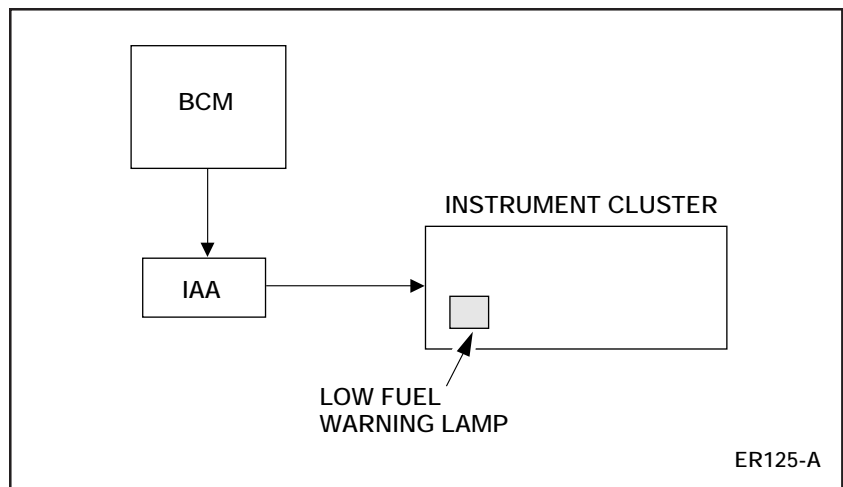 BCM
INSTRUMENT CLUSTER
IAA
LOW FUEL
WARNING LAMP
ER125-A